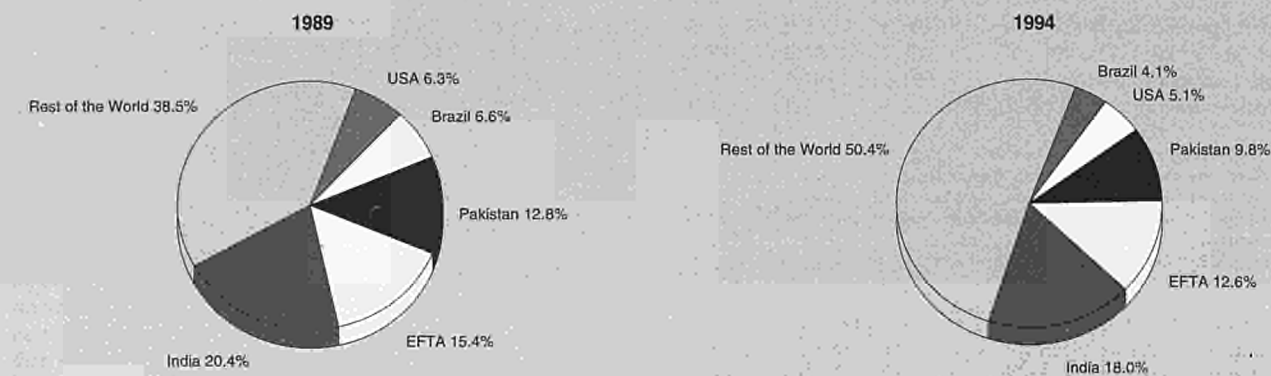 1989
USA 6.3%
Rest of the World 38.5%
Brazil 6.6%
Pakistan 12.8%
EFTA 15.4%
India 20.4%
1994
Brazil 4.1%
USA 5.1%
Rest of the World 50.4%
Pakistan 9.8%
EFTA 12.6%
India 18.0%